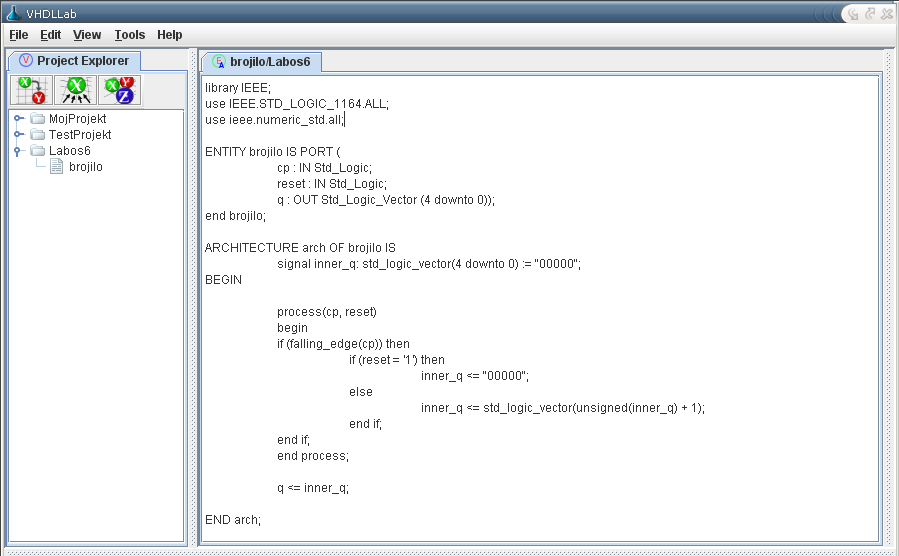 VHDLLab
File Edit View Tools Help
Project Explorer
brojilo/Labos6
X
Y
X
X
Y
Z
MojProjekt
TestProjekt
Labos6
brojilo
library IEEE;
use IEEE.STD_LOGIC_1164.ALL;
use ieee.numeric_std.all;
ENTITY brojilo IS PORT (
cp : IN Std_Logic;
reset : IN Std_Logic;
q : OUT Std_Logic_Vector (4 downto 0));
end brojilo;
ARCHITECTURE arch OF brojilo IS
signal inner_q: std_logic_vector(4 downto 0) := "00000";
BEGIN
process(cp, reset)
begin
if (falling_edge(cp)) then
if (reset = '1') then
inner_q <= "00000";
else
inner_q <= std_logic_vector(unsigned(inner_q) + 1);
end if;
end if;
end process;
q <= inner_q;
END arch;